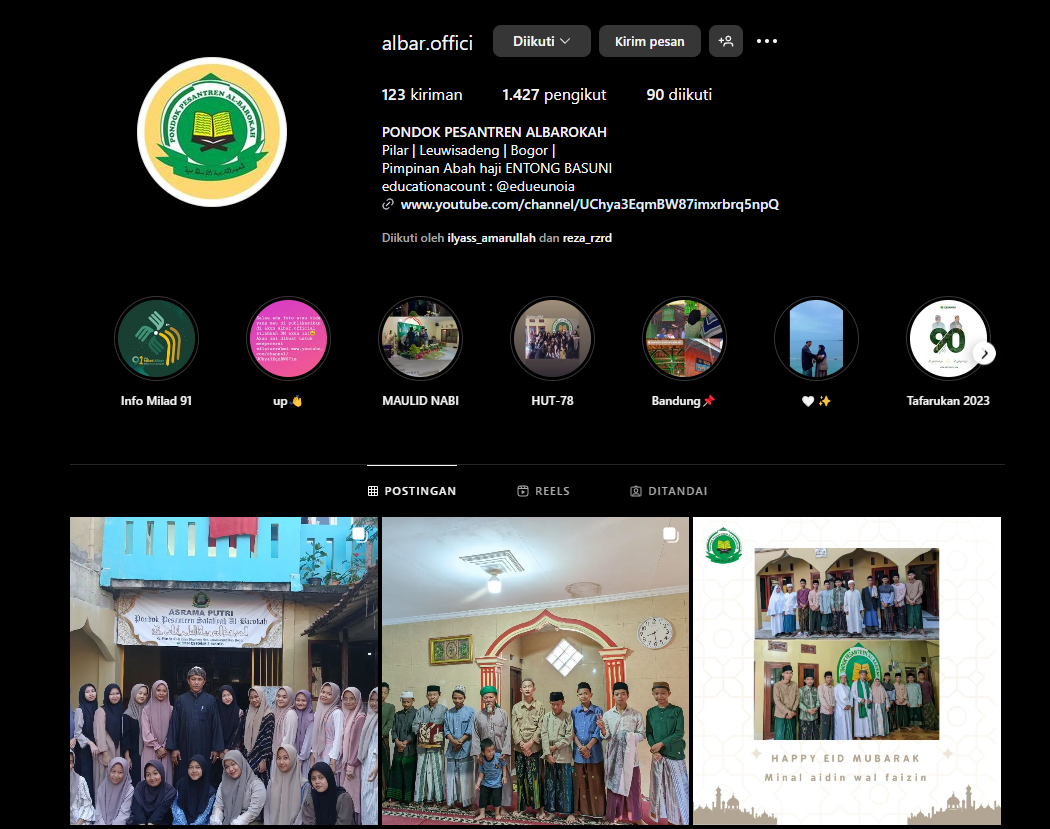 albar.offici
Diikuti
Kirim pesan
123 kiriman
1.427 pengikut
90 diikuti
PONDOK PESANTREN ALBAROKAH
Pilar | Leuwisadeng | Bogor |
Pimpinan Abah haji ENTONG BASUNI
educationacount : @edueunoia
www.youtube.com/channel/UChya3EqmBW87imxrbrq5npQ
Diikuti oleh ilyass_amarullah dan reza_rzrd
PONDOK PESANTREN AL-BAROKAH
90
Info Milad 91
up 👋
MAULID NABI
HUT-78
Bandung📌
🤍 ✨
Tafarukan 2023
POSTINGAN
REELS
DITANDAI
ASRAMA PUTRI
Pondok Pesantren Salafiyah Al Barokah
PONDOK PESANTREN
HAPPY EID MUBARAK
Minal aidin wal faizin